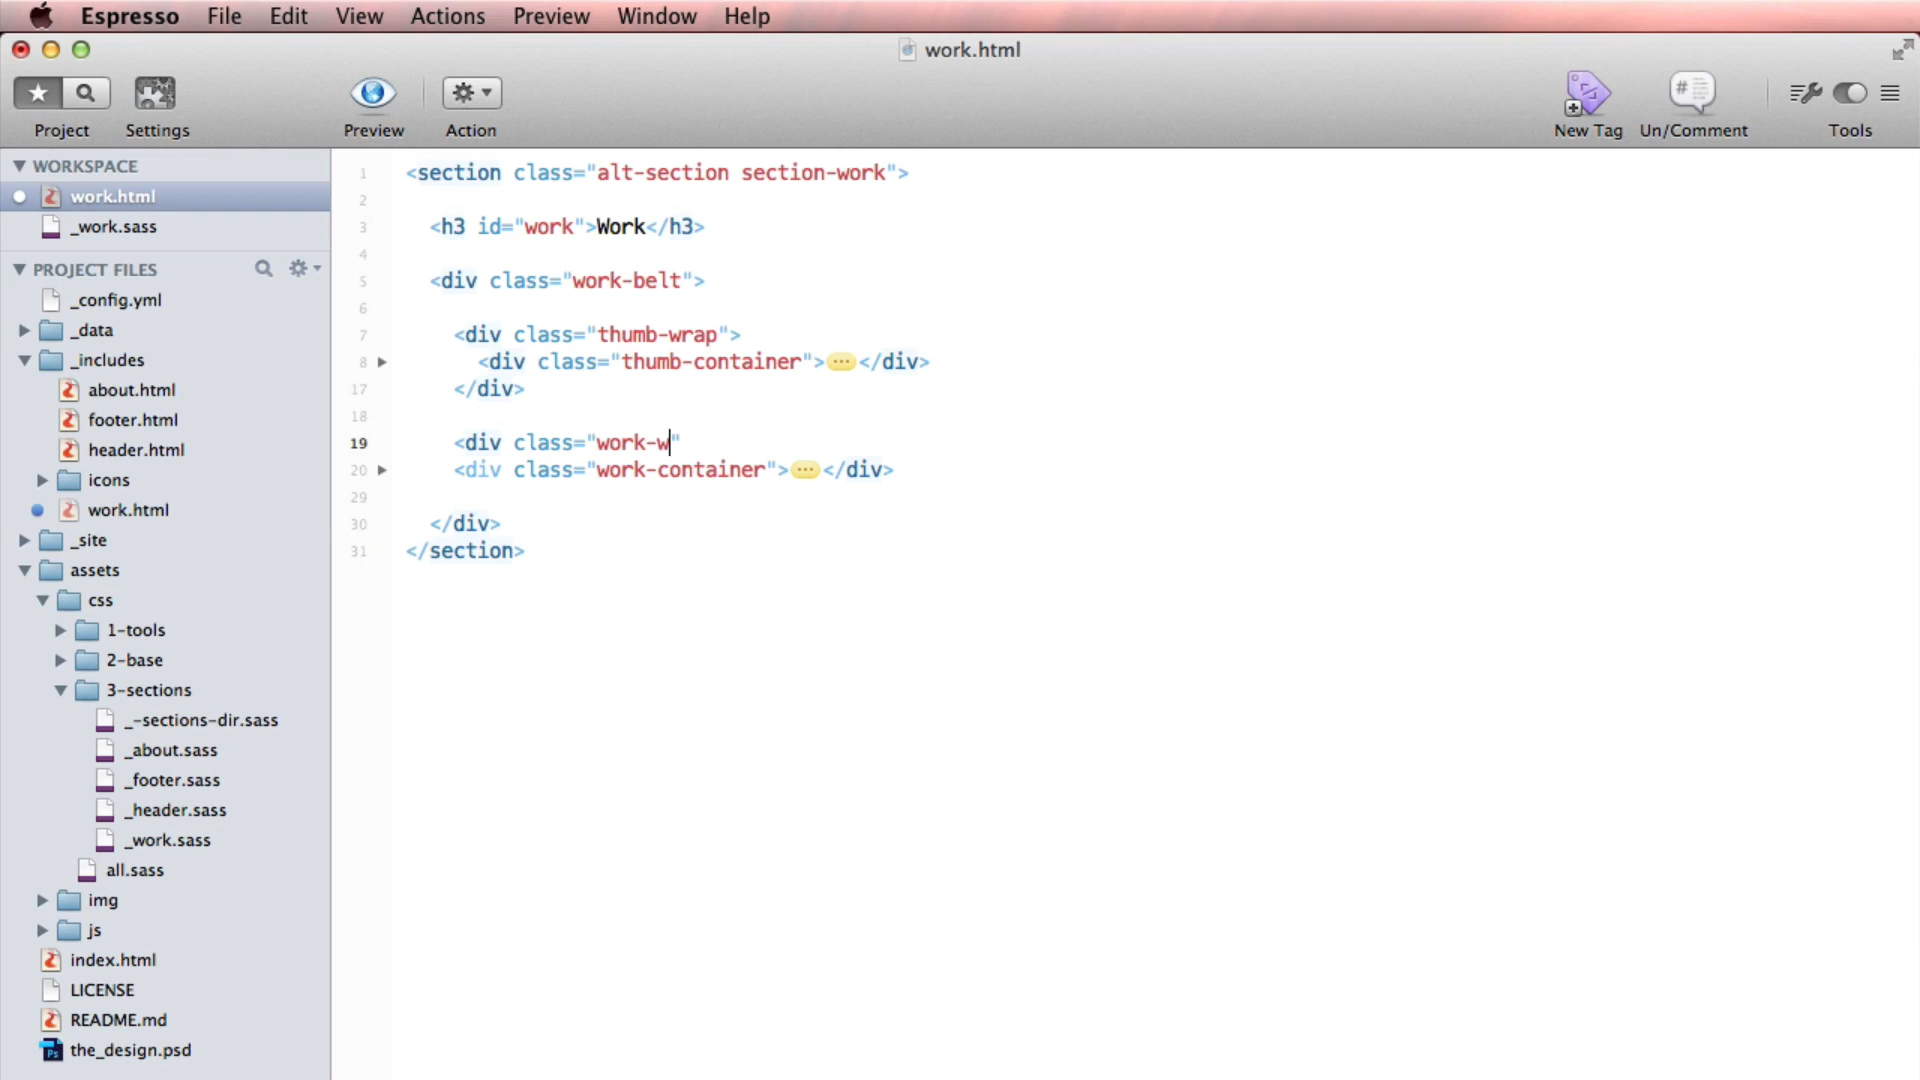 Espresso File Edit View Actions Preview Window Help
work.html
Project Settings Preview Action New Tag Un/Comment Tools
WORKSPACE
work.html
_work.sass
PROJECT FILES
_config.yml
_data
_includes
about.html
footer.html
header.html
icons
work.html
_site
assets
css
1-tools
2-base
3-sections
_-sections-dir.sass
_about.sass
_footer.sass
_header.sass
_work.sass
all.sass
img
js
index.html
LICENSE
README.md
the_design.psd
1 <section class="alt-section section-work">
2
3 <h3 id="work">Work</h3>
4
5 <div class="work-belt">
6
7 <div class="thumb-wrap">
8 <div class="thumb-container">···</div>
17 </div>
18
19 <div class="work-w"
20 <div class="work-container">···</div>
29
30 </div>
31 </section>